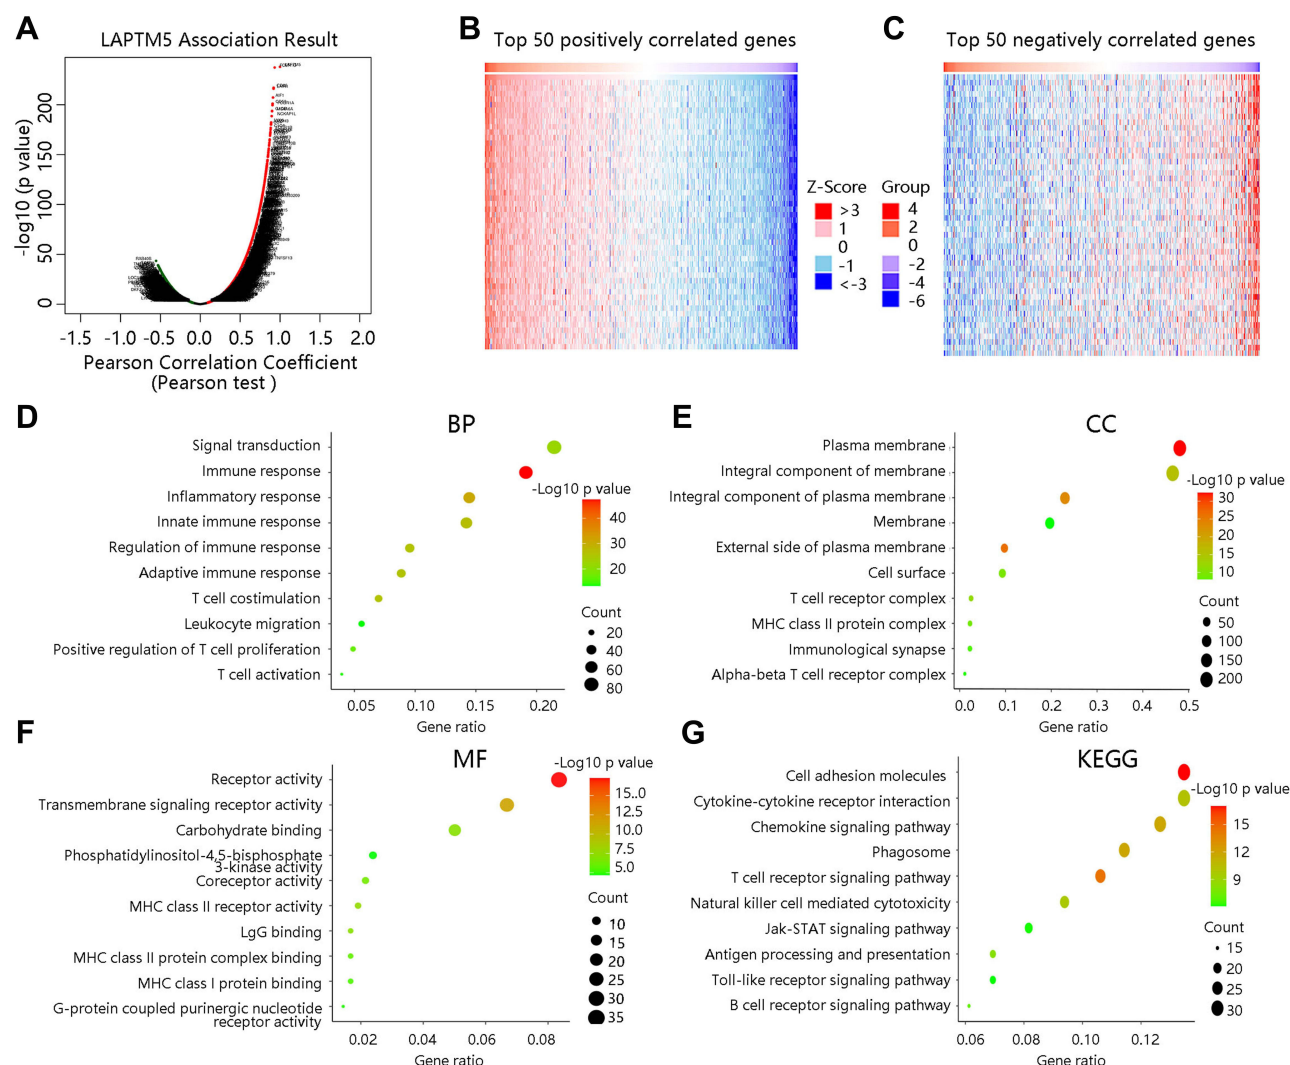 A
LAPTM5 Association Result
-log10 (p value)
200
150
100
50
0
-1.5
-1.0
-0.5
0.0
0.5
1.0
1.5
2.0
Pearson Correlation Coefficient
(Pearson test )
B
Top 50 positively correlated genes
Z-Score
>3
1
0
-1
<-3
Group
4
2
0
-2
-4
-6
C
Top 50 negatively correlated genes
D
BP
Signal transduction
Immune response
Inflammatory response
Innate immune response
Regulation of immune response
Adaptive immune response
T cell costimulation
Leukocyte migration
Positive regulation of T cell proliferation
T cell activation
0.05
0.10
0.15
0.20
Gene ratio
-Log10 p value
40
30
20
Count
20
40
60
80
E
CC
Plasma membrane
Integral component of membrane
Integral component of plasma membrane
Membrane
External side of plasma membrane
Cell surface
T cell receptor complex
MHC class II protein complex
Immunological synapse
Alpha-beta T cell receptor complex
0.0
0.1
0.2
0.3
0.4
0.5
Gene ratio
-Log10 p value
30
25
20
15
10
Count
50
100
150
200
F
MF
Receptor activity
Transmembrane signaling receptor activity
Carbohydrate binding
Phosphatidylinositol-4,5-bisphosphate
3-kinase activity
Coreceptor activity
MHC class II receptor activity
LgG binding
MHC class II protein complex binding
MHC class I protein binding
G-protein coupled purinergic nucleotide
receptor activity
0.02
0.04
0.06
0.08
Gene ratio
-Log10 p value
15.0
12.5
10.0
7.5
5.0
Count
10
15
20
25
30
35
G
KEGG
Cell adhesion molecules
Cytokine-cytokine receptor interaction
Chemokine signaling pathway
Phagosome
T cell receptor signaling pathway
Natural killer cell mediated cytotoxicity
Jak-STAT signaling pathway
Antigen processing and presentation
Toll-like receptor signaling pathway
B cell receptor signaling pathway
0.06
0.08
0.10
0.12
Gene ratio
-Log10 p value
15
12
9
Count
15
20
25
30